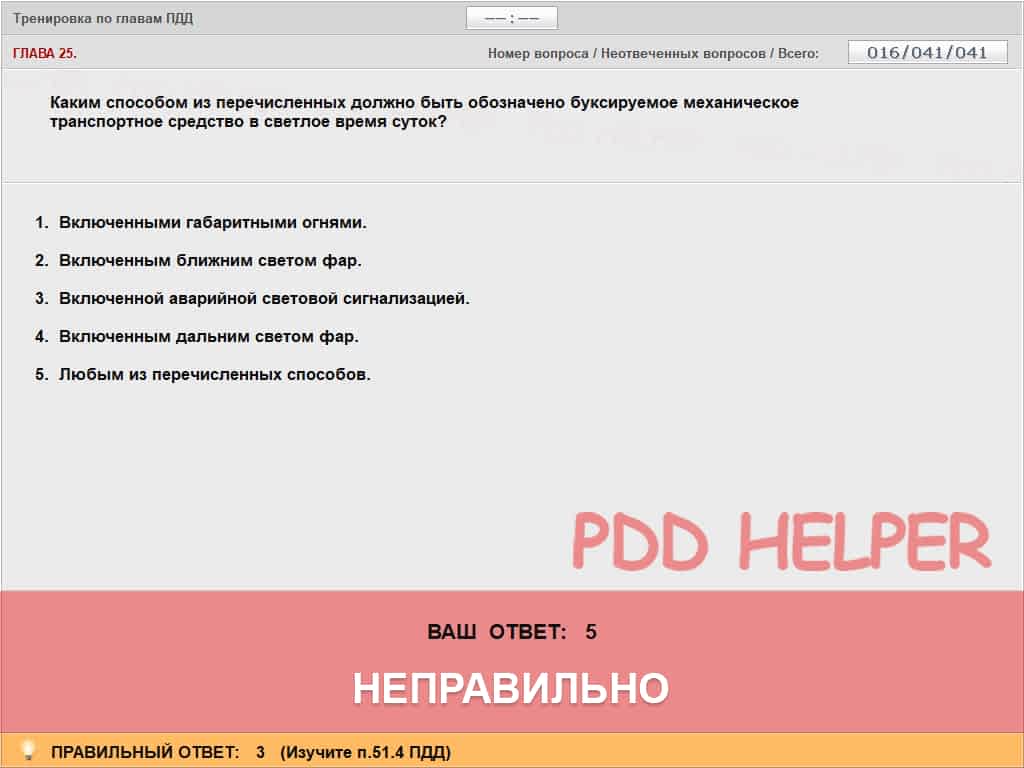 Тренировка по главам ПДД
—— : ——
ГЛАВА 25.
Номер вопроса / Неотвеченных вопросов / Всего:
016/041/041
Каким способом из перечисленных должно быть обозначено буксируемое механическое
транспортное средство в светлое время суток?
1. Включенными габаритными огнями.
2. Включенным ближним светом фар.
3. Включенной аварийной световой сигнализацией.
4. Включенным дальним светом фар.
5. Любым из перечисленных способов.
PDD HELPER
ВАШ ОТВЕТ: 5
НЕПРАВИЛЬНО
ПРАВИЛЬНЫЙ ОТВЕТ: 3 (Изучите п.51.4 ПДД)